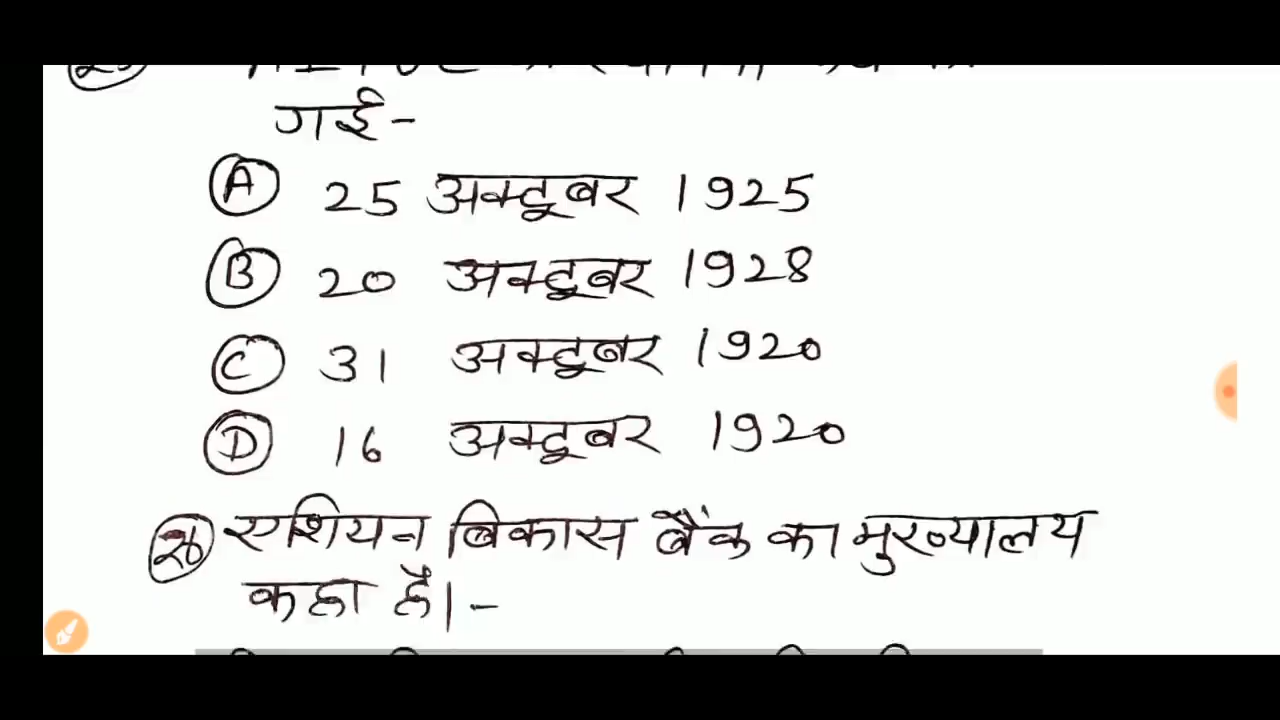 गई-
(A) 25 अक्टूबर 1925
(B) 20 अक्टूबर 1928
(C) 31 अक्टूबर 1920
(D) 16 अक्टूबर 1920
(26) एशियन बिकास बैंक का मुख्यालय
कहा है। -